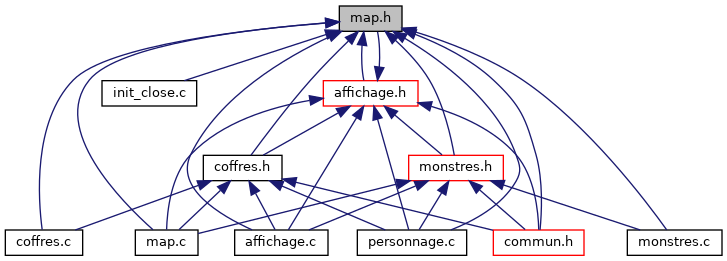 map.h
init_close.c
affichage.h
coffres.h
monstres.h
coffres.c
map.c
affichage.c
personnage.c
commun.h
monstres.c